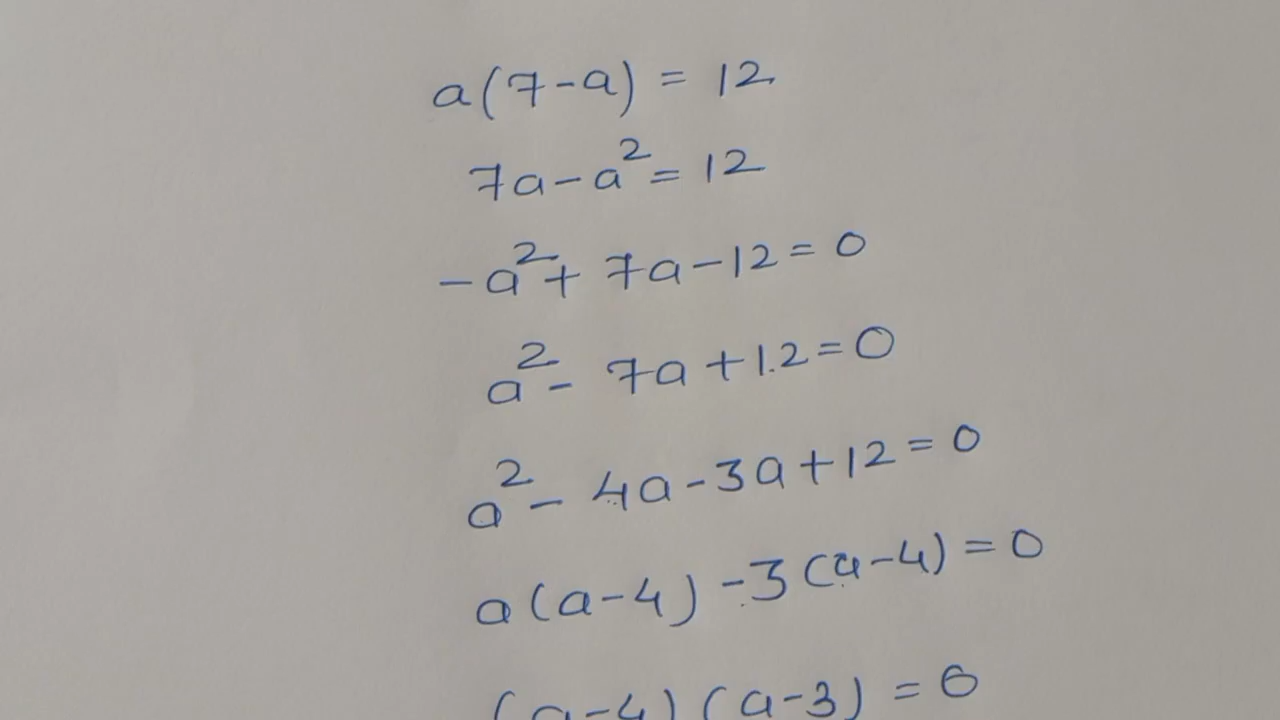 a(7-a) = 12
7a-a²= 12
-a²+ 7a-12=0
a²- 7a+12=0
a²- 4a-3a+12=0
a(a-4) -3(a-4)=0
(a-4)(a-3) =0